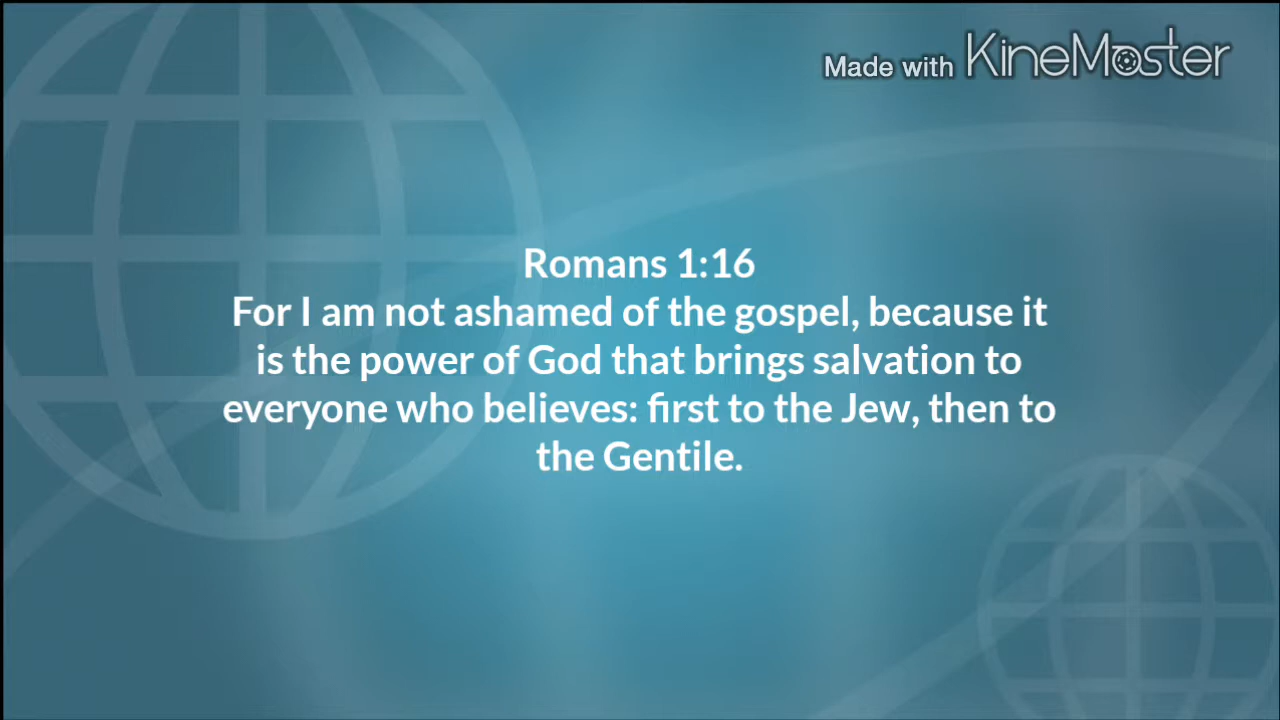 Made with KineMaster
Romans 1:16
For I am not ashamed of the gospel, because it
is the power of God that brings salvation to
everyone who believes: first to the Jew, then to
the Gentile.